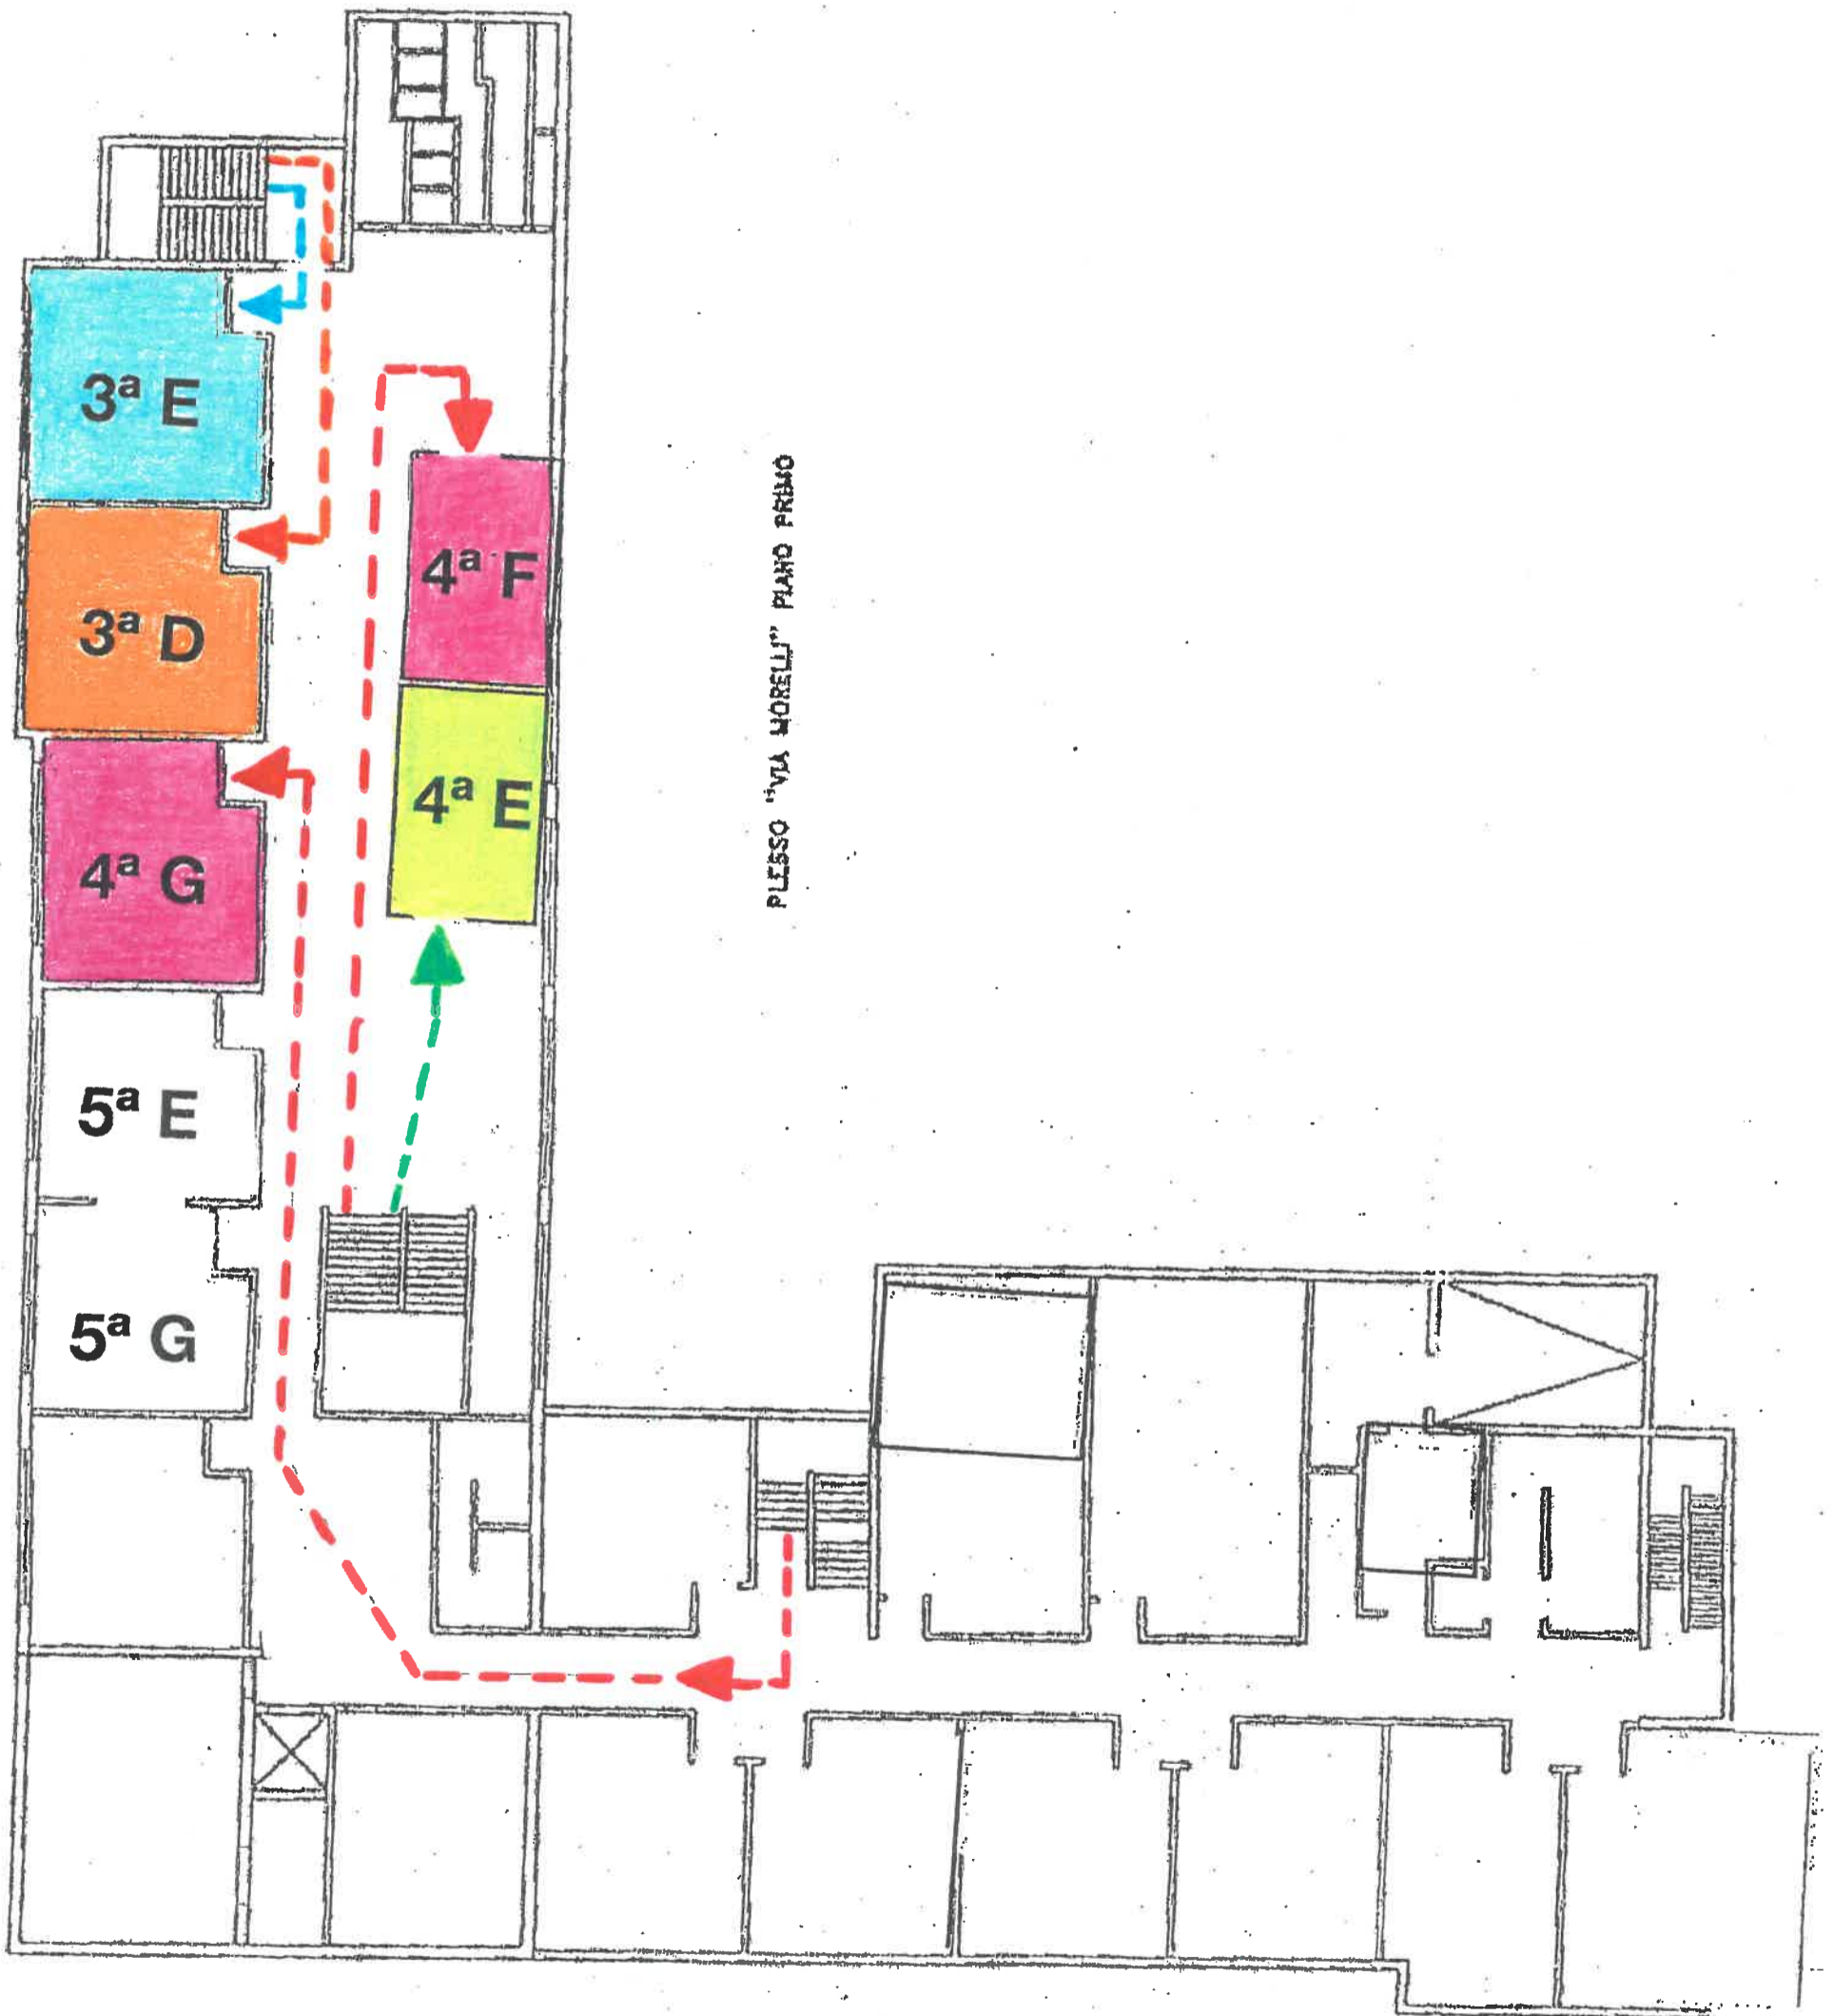 3ª E
3ª D
4ª F
4ª E
4ª G
5ª E
5ª G
PLESSO "VIA MORELLI" PIANO PRIMO